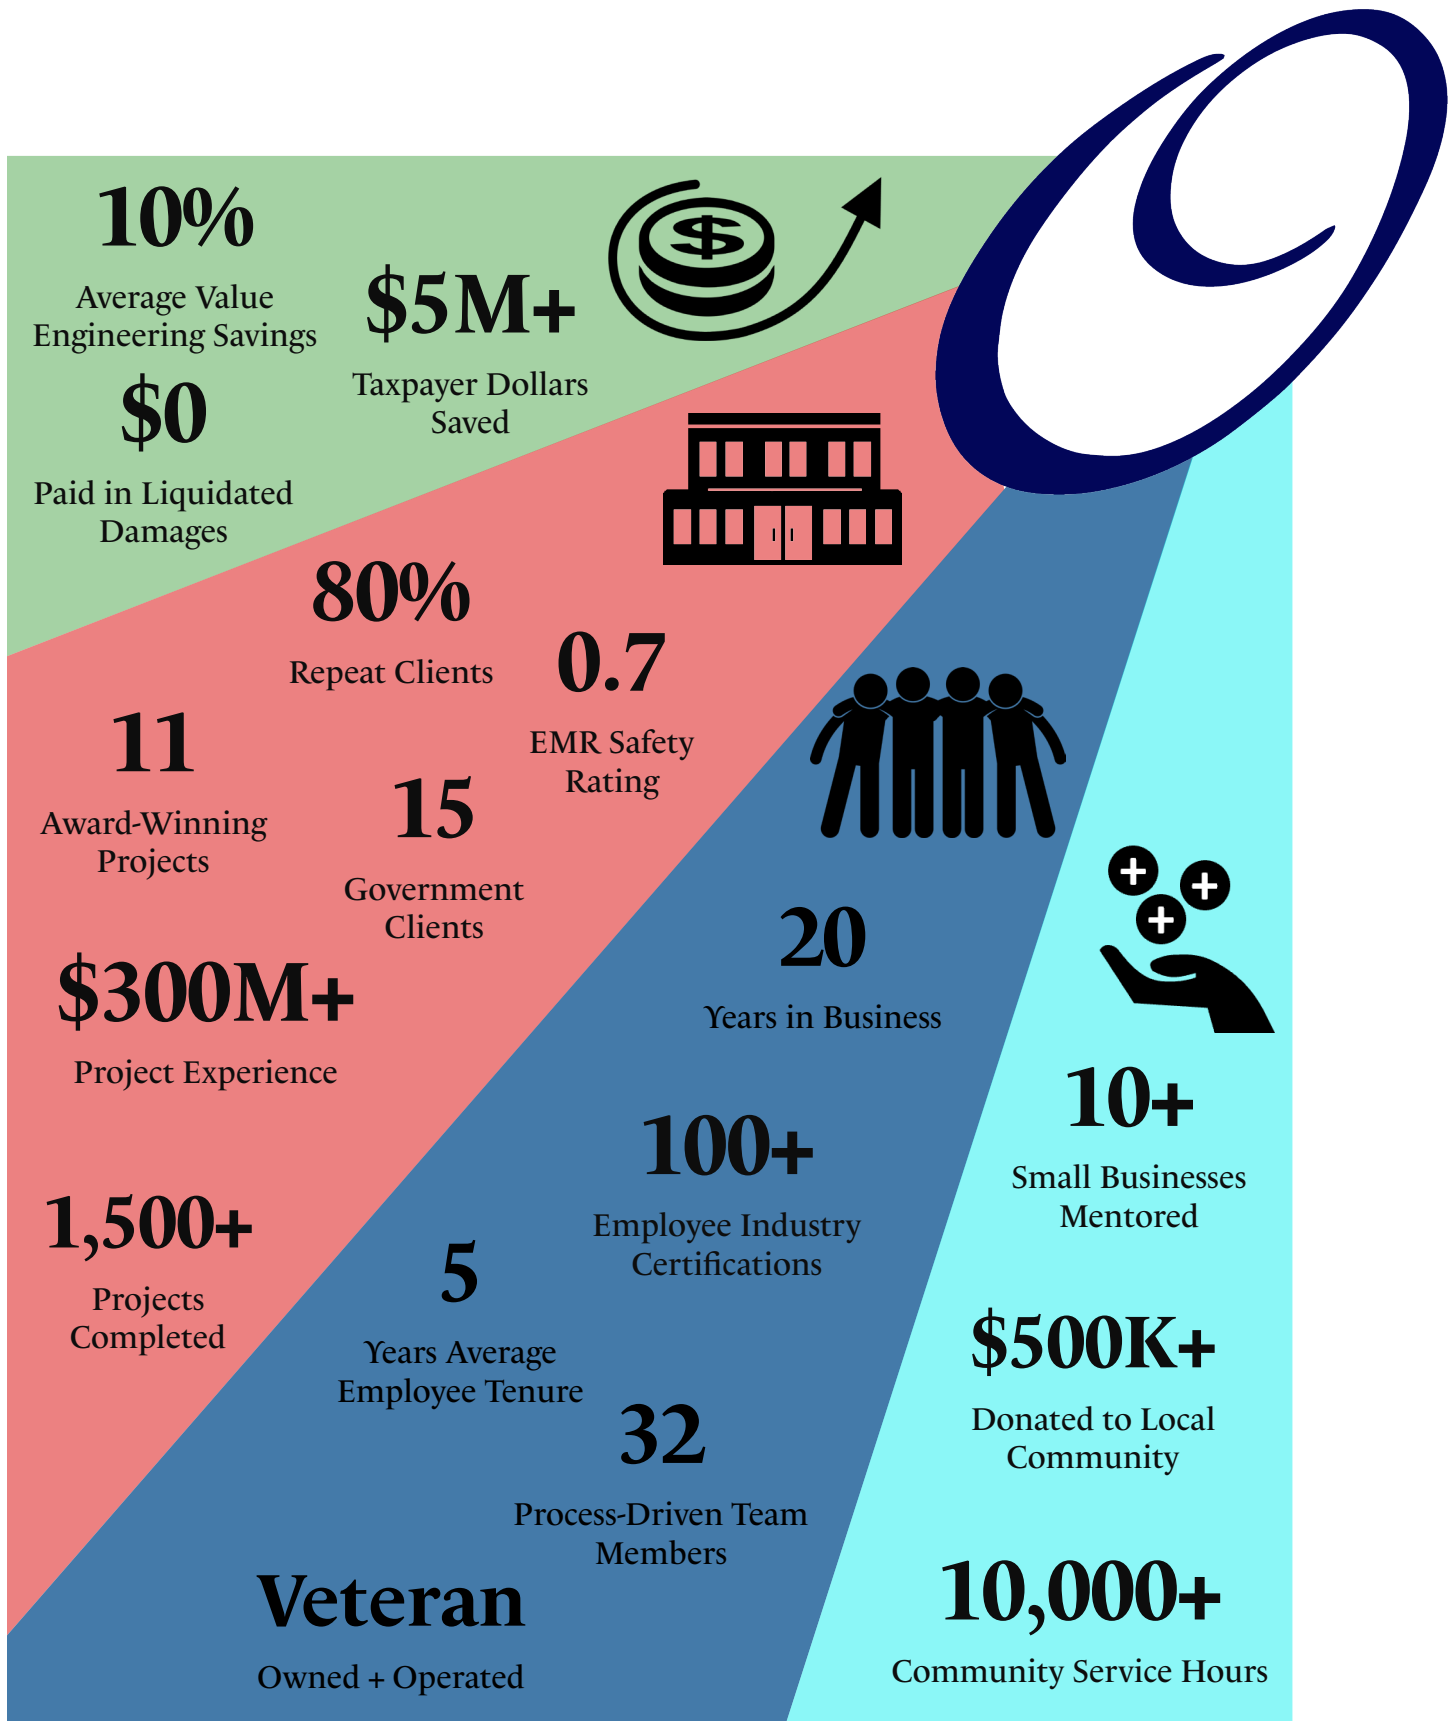 10%
Average Value
Engineering Savings
$5M+
Taxpayer Dollars
Saved
$0
Paid in Liquidated
Damages
80%
Repeat Clients
0.7
EMR Safety
Rating
11
Award-Winning
Projects
15
Government
Clients
$300M+
Project Experience
1,500+
Projects
Completed
20
Years in Business
100+
Employee Industry
Certifications
5
Years Average
Employee Tenure
32
Process-Driven Team
Members
Veteran
Owned + Operated
10+
Small Businesses
Mentored
$500K+
Donated to Local
Community
10,000+
Community Service Hours